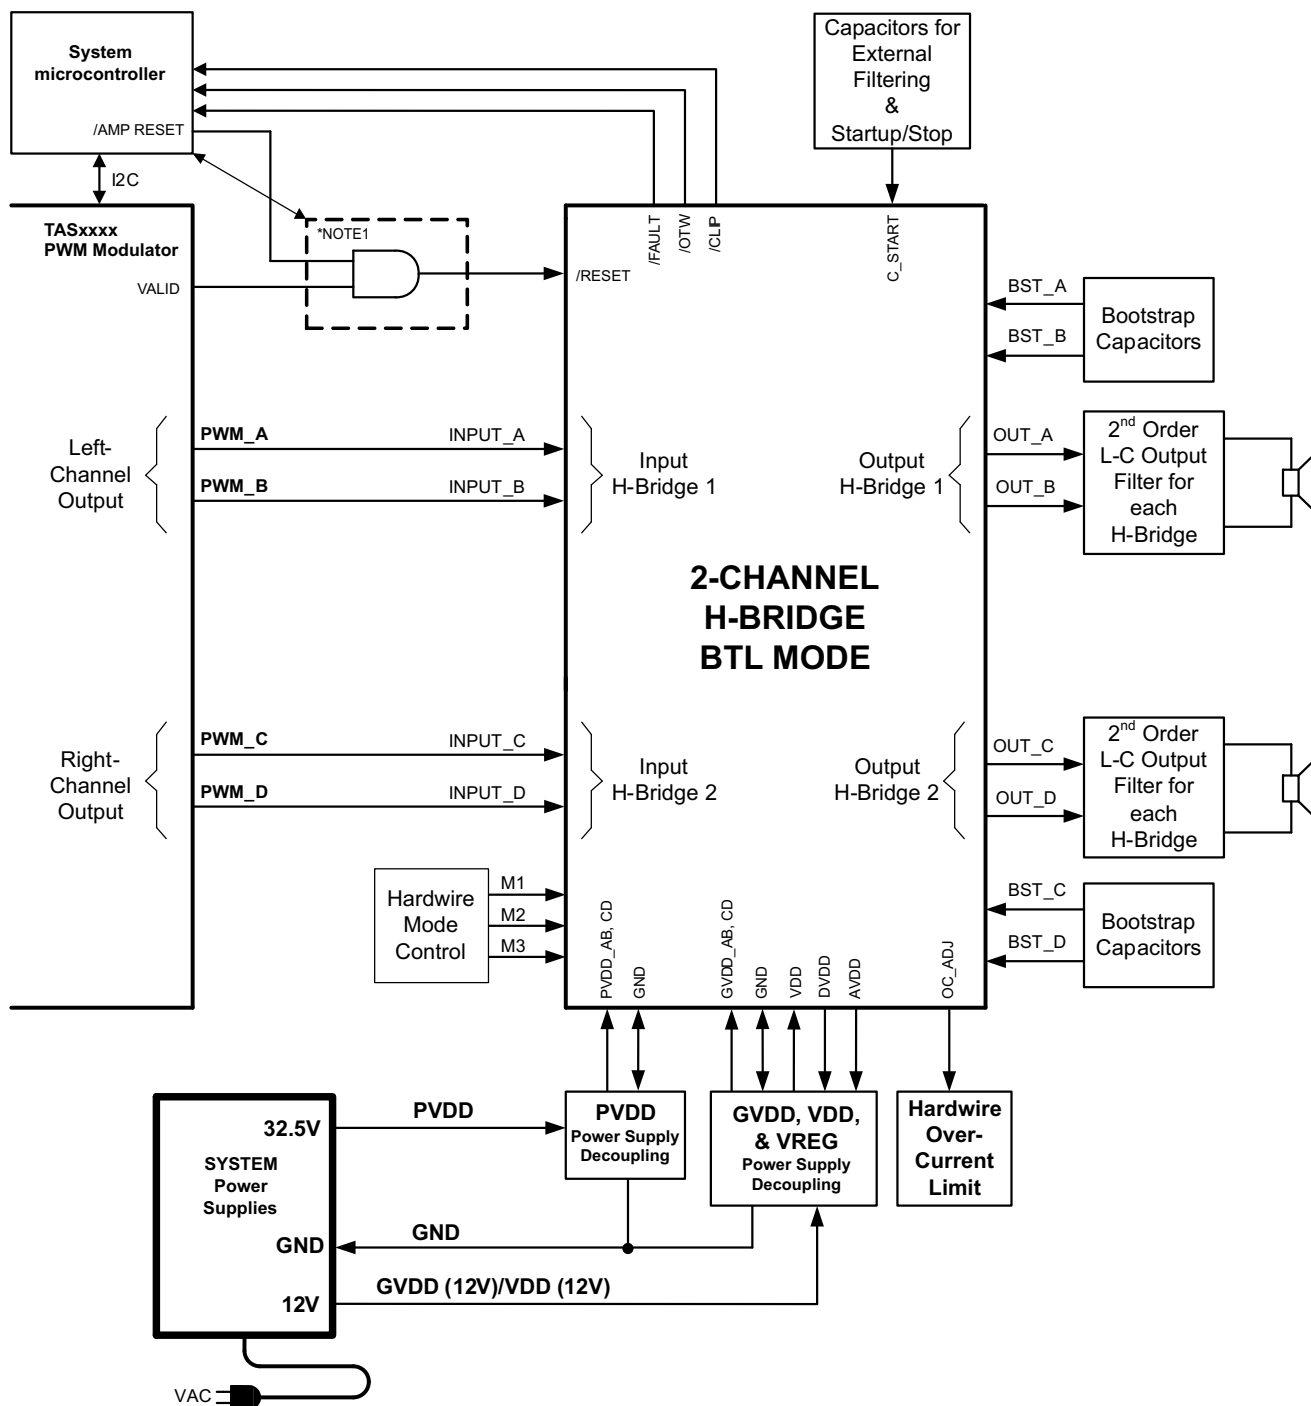 System
microcontroller
/AMP RESET
I2C
Capacitors for
External
Filtering
&
Startup/Stop
TASxxxx
PWM Modulator
VALID
*NOTE1
/RESET
/FAULT
/OTW
/CLIP
C_START
BST_A
BST_B
Bootstrap
Capacitors
Left-
Channel
Output
PWM_A
PWM_B
INPUT_A
INPUT_B
Input
H-Bridge 1
Output
H-Bridge 1
OUT_A
OUT_B
2nd Order
L-C Output
Filter for
each
H-Bridge
2-CHANNEL
H-BRIDGE
BTL MODE
Right-
Channel
Output
PWM_C
PWM_D
INPUT_C
INPUT_D
Input
H-Bridge 2
Output
H-Bridge 2
OUT_C
OUT_D
2nd Order
L-C Output
Filter for
each
H-Bridge
Hardwire
Mode
Control
M1
M2
M3
PVDD_AB, CD
GND
GVDD_AB, CD
GND
VDD
DVDD
AVDD
OC_ADJ
BST_C
BST_D
Bootstrap
Capacitors
32.5V
SYSTEM
Power
Supplies
GND
12V
PVDD
PVDD
Power Supply
Decoupling
GVDD, VDD,
& VREG
Power Supply
Decoupling
Hardwire
Over-
Current
Limit
GND
GVDD (12V)/VDD (12V)
VAC